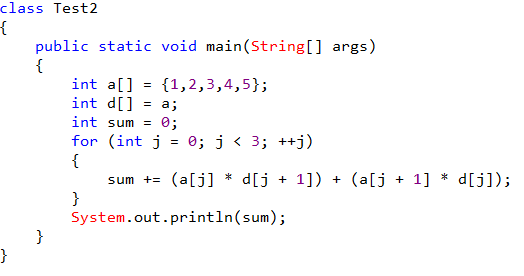 class Test2
{
    public static void main(String[] args)
    {
        int a[] = {1,2,3,4,5};
        int d[] = a;
        int sum = 0;
        for (int j = 0; j < 3; ++j)
        {
            sum += (a[j] * d[j + 1]) + (a[j + 1] * d[j]);
        }
        System.out.println(sum);
    }
}